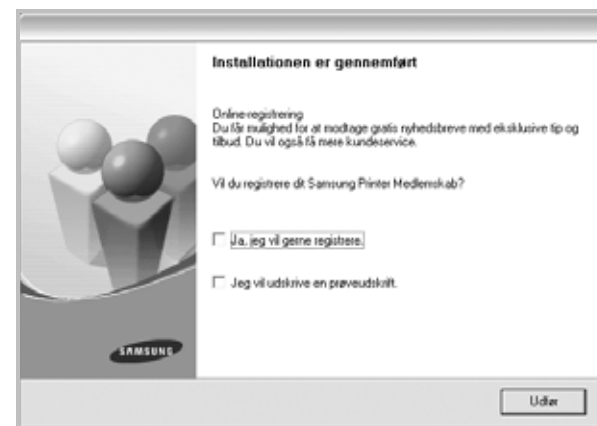 Installationen er gennemført
Online-registrering
Du får mulighed for at modtage gratis nyhedsbreve med eksklusive tip og
tilbud. Du vil også få mere kundeservice.
Vil du registrere dit Samsung Printer Medlemskab?
Ja, jeg vil gerne registrere.
Jeg vil udskrive en prøveudskrift.
SAMSUNG
Udfør